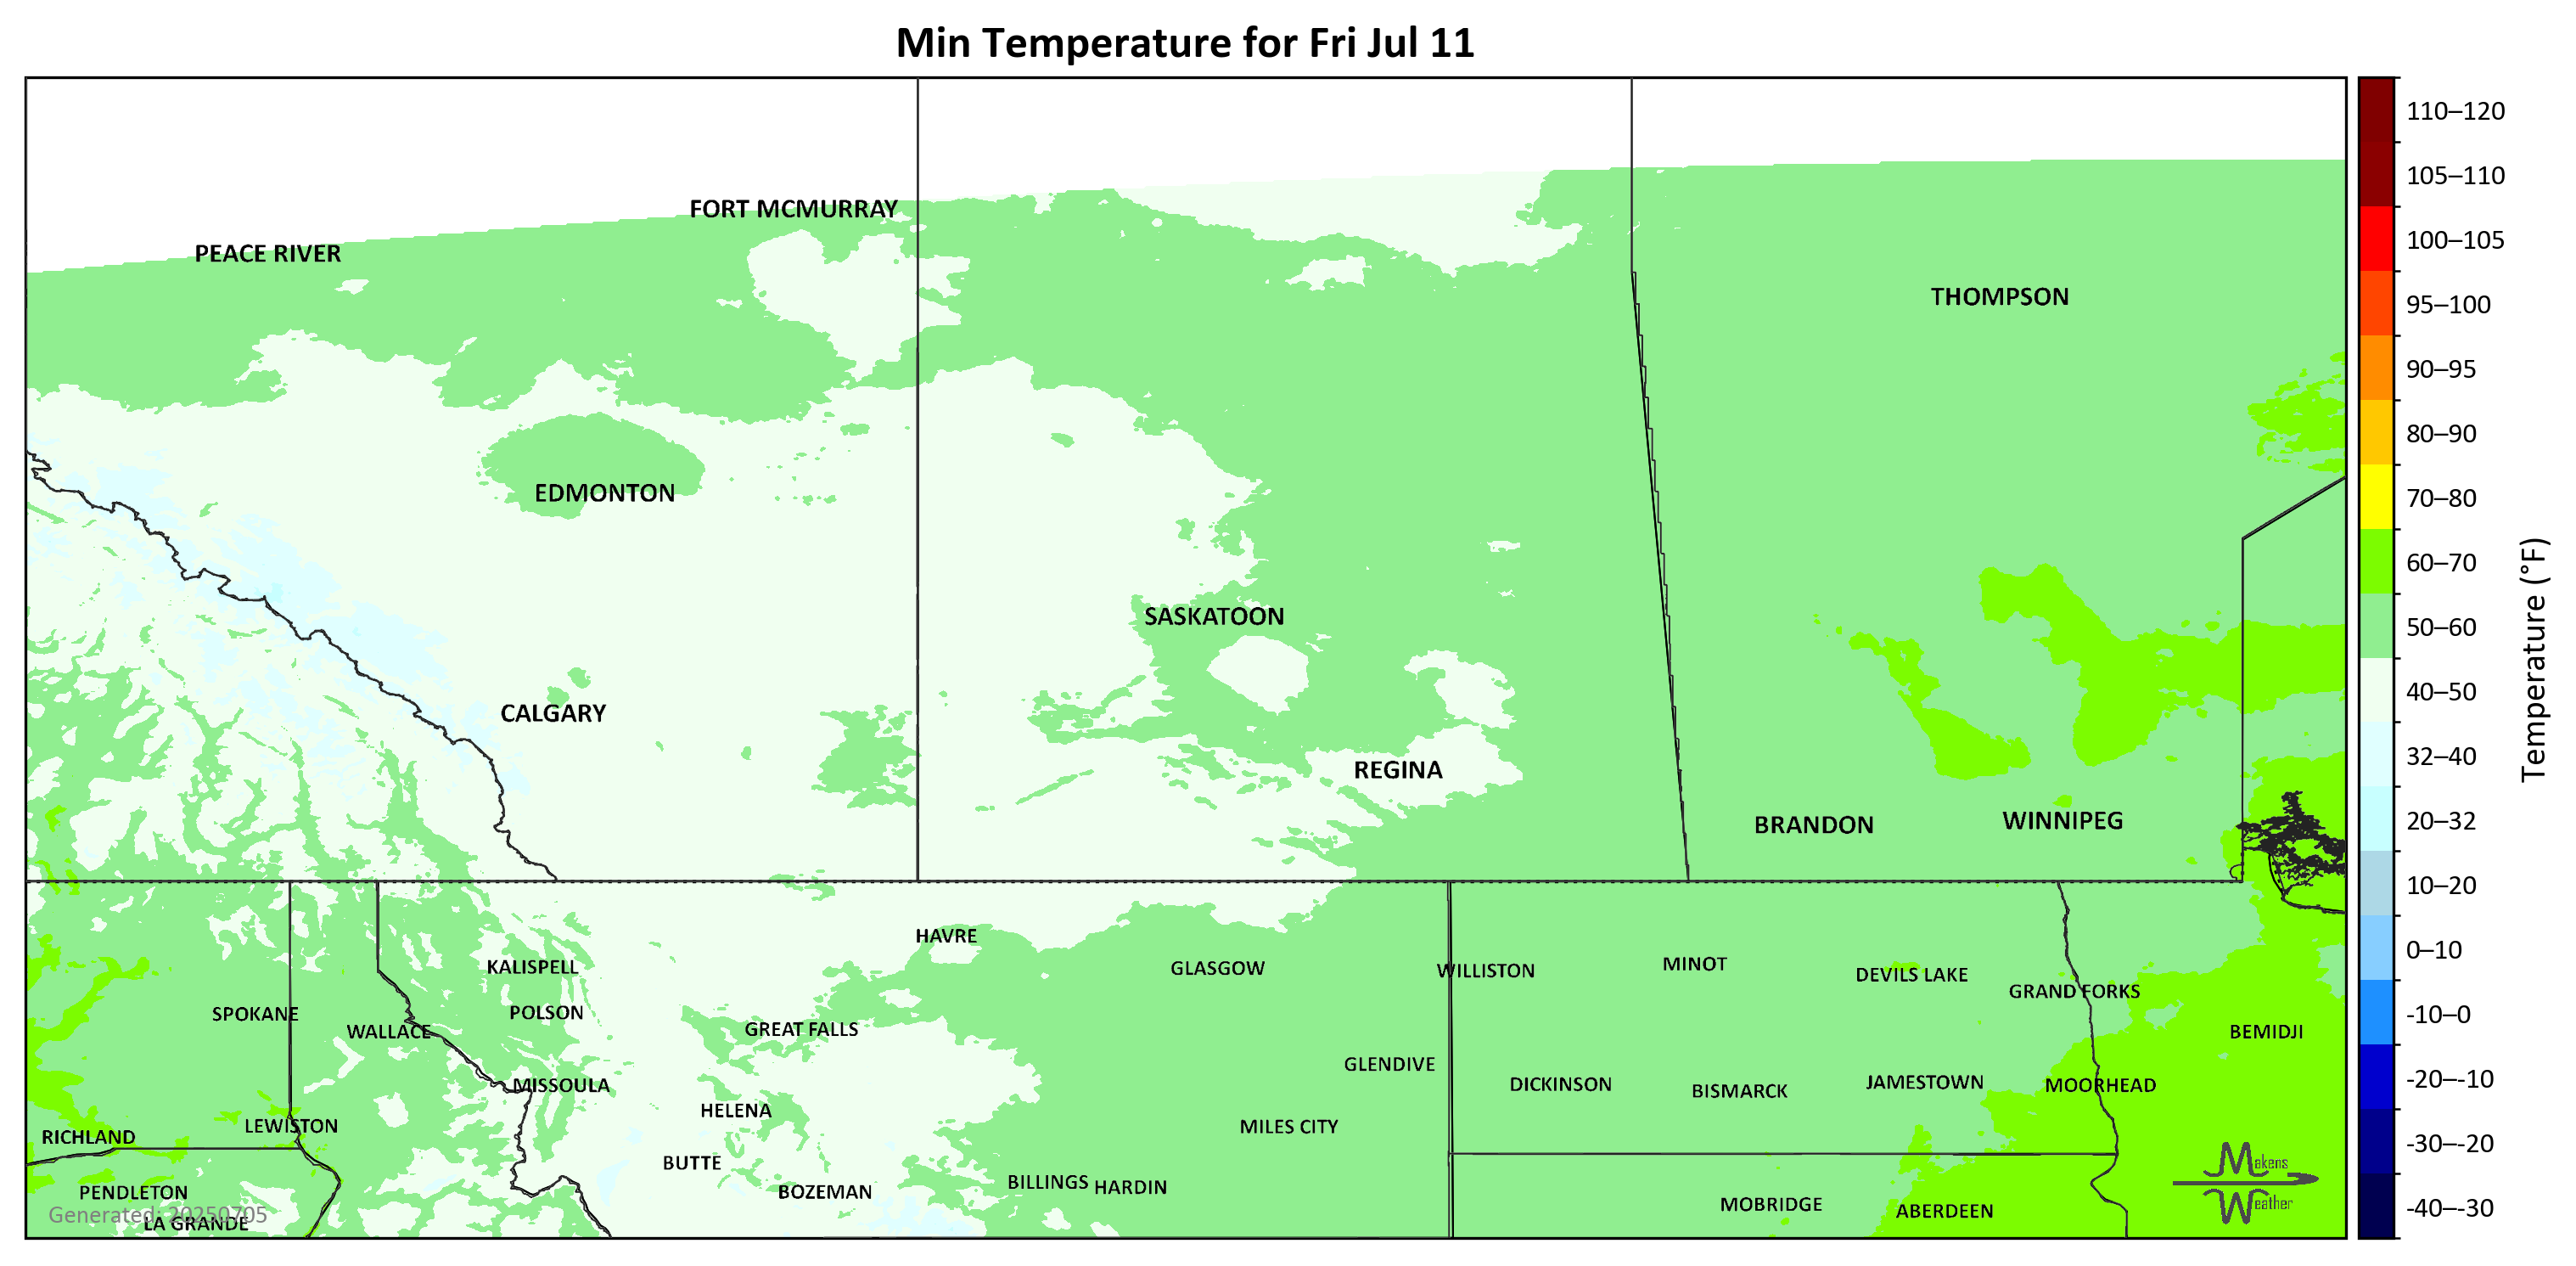 Min Temperature for Fri Jul 11
110–120
105–110
100–105
95–100
90–95
80–90
70–80
60–70
50–60
40–50
32–40
20–32
10–20
0–10
-10–0
-20–-10
-30–-20
-40–-30
Temperature (°F)
FORT MCMURRAY
PEACE RIVER
THOMPSON
EDMONTON
SASKATOON
CALGARY
REGINA
BRANDON
WINNIPEG
HAVRE
KALISPELL
GLASGOW
WILLISTON
MINOT
DEVILS LAKE
GRAND FORKS
SPOKANE
POLSON
WALLACE
GREAT FALLS
BEMIDJI
GLENDIVE
MISSOULA
DICKINSON
BISMARCK
JAMESTOWN
MOORHEAD
HELENA
LEWISTON
MILES CITY
RICHLAND
BUTTE
BILLINGS
HARDIN
PENDLETON
BOZEMAN
MOBRIDGE
ABERDEEN
Generated: 20250705
LA GRANDE
Makens
Weather